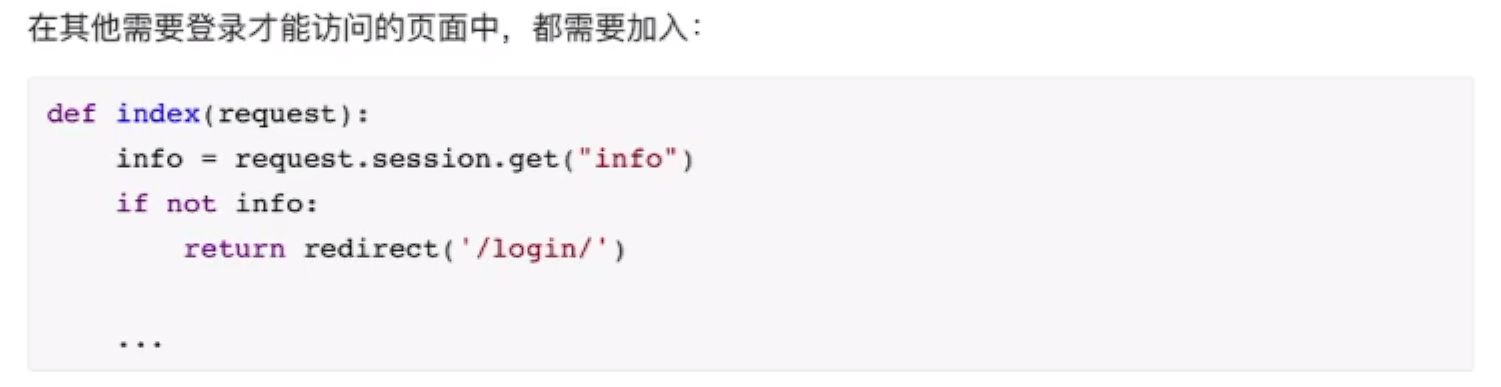 在其他需要登录才能访问的页面中，都需要加入：
def index(request):
    info = request.session.get("info")
    if not info:
        return redirect('/login/')
    ...